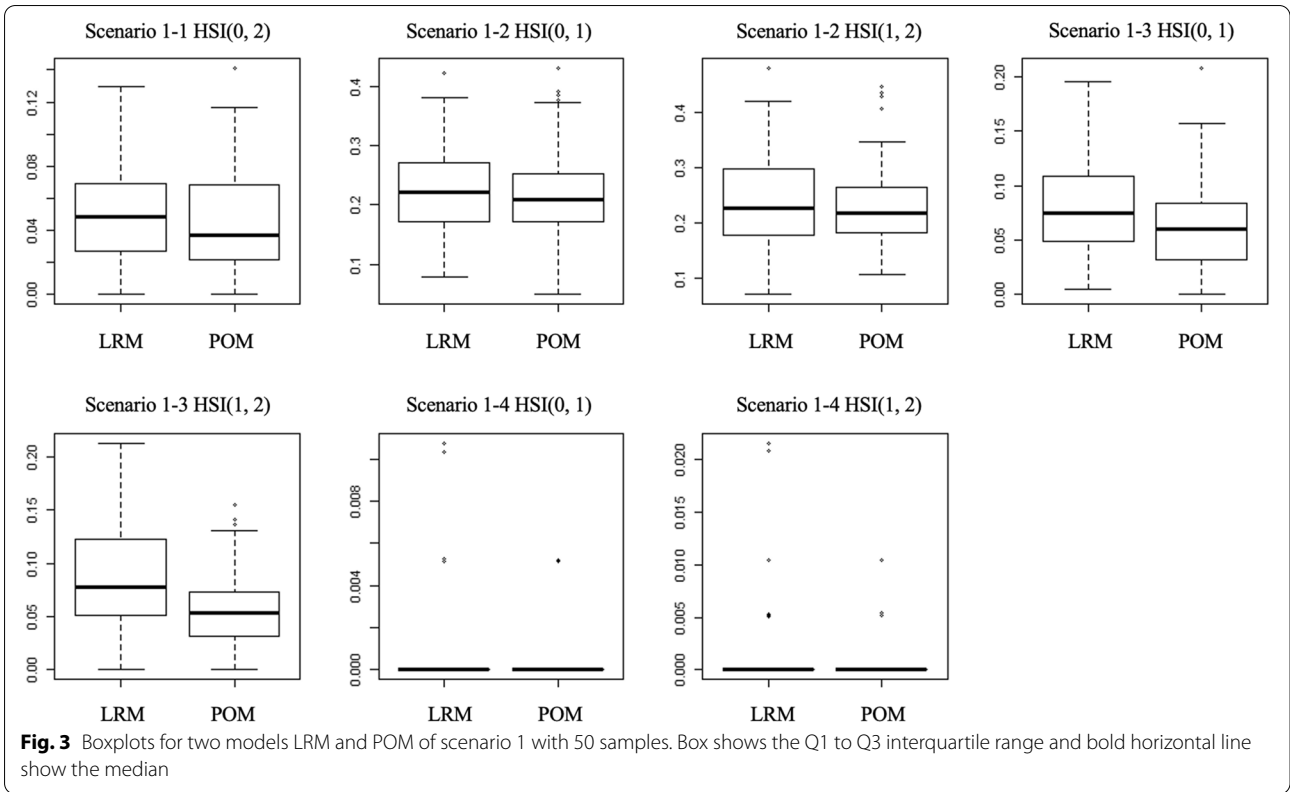 Scenario 1-1 HSI(0, 2)
0.00
0.04
0.08
0.12
LRM
POM
Scenario 1-2 HSI(0, 1)
0.1
0.2
0.3
0.4
LRM
POM
Scenario 1-2 HSI(1, 2)
0.1
0.2
0.3
0.4
LRM
POM
Scenario 1-3 HSI(0, 1)
0.00
0.05
0.10
0.15
0.20
LRM
POM
Scenario 1-3 HSI(1, 2)
0.00
0.05
0.10
0.15
0.20
LRM
POM
Scenario 1-4 HSI(0, 1)
0.000
0.004
0.008
LRM
POM
Scenario 1-4 HSI(1, 2)
0.000
0.005
0.010
0.015
0.020
LRM
POM
Fig. 3 Boxplots for two models LRM and POM of scenario 1 with 50 samples. Box shows the Q1 to Q3 interquartile range and bold horizontal line
show the median